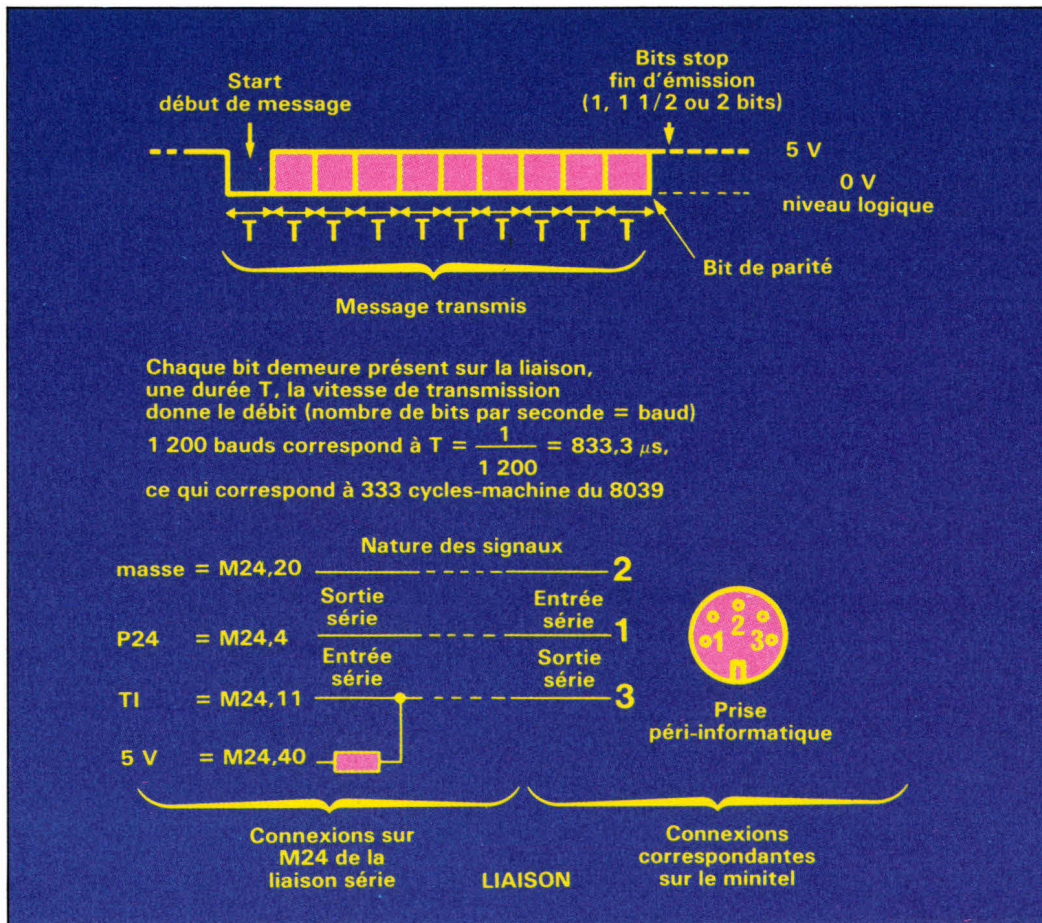 Start
début de message
Bits stop
fin d'émission
(1, 1 1/2 ou 2 bits)
5 V
0 V
niveau logique
T T T T T T T T T T
Bit de parité
Message transmis
Chaque bit demeure présent sur la liaison,
une durée T, la vitesse de transmission
donne le débit (nombre de bits par seconde = baud)
1 200 bauds correspond à T = 1 / 1 200 = 833,3 μs,
ce qui correspond à 333 cycles-machine du 8039
Nature des signaux
masse = M24,20 2
Sortie série Entrée série
P24 = M24,4 1
Entrée série Sortie série
TI = M24,11 3
5 V = M24,40
1 2 3
Prise
péri-informatique
Connexions sur
M24 de la
liaison série
LIAISON
Connexions
correspondantes
sur le minitel